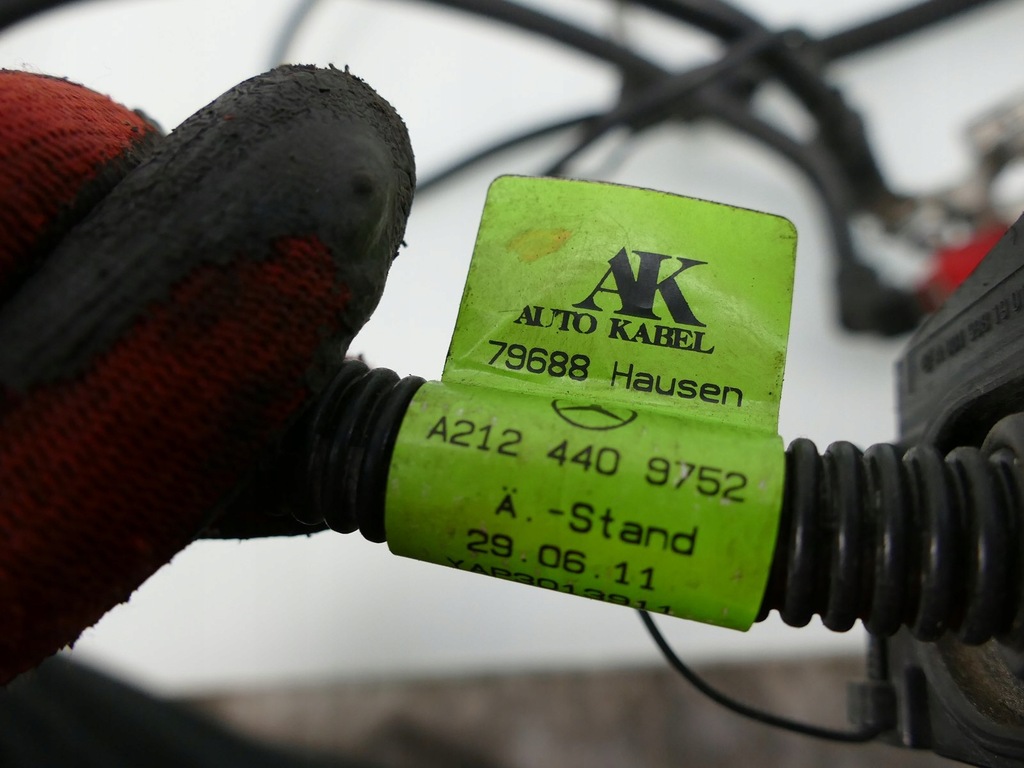 AK
AUTO KABEL
79688 Hausen
A212 440 9752
Ä.-Stand
29.06.11